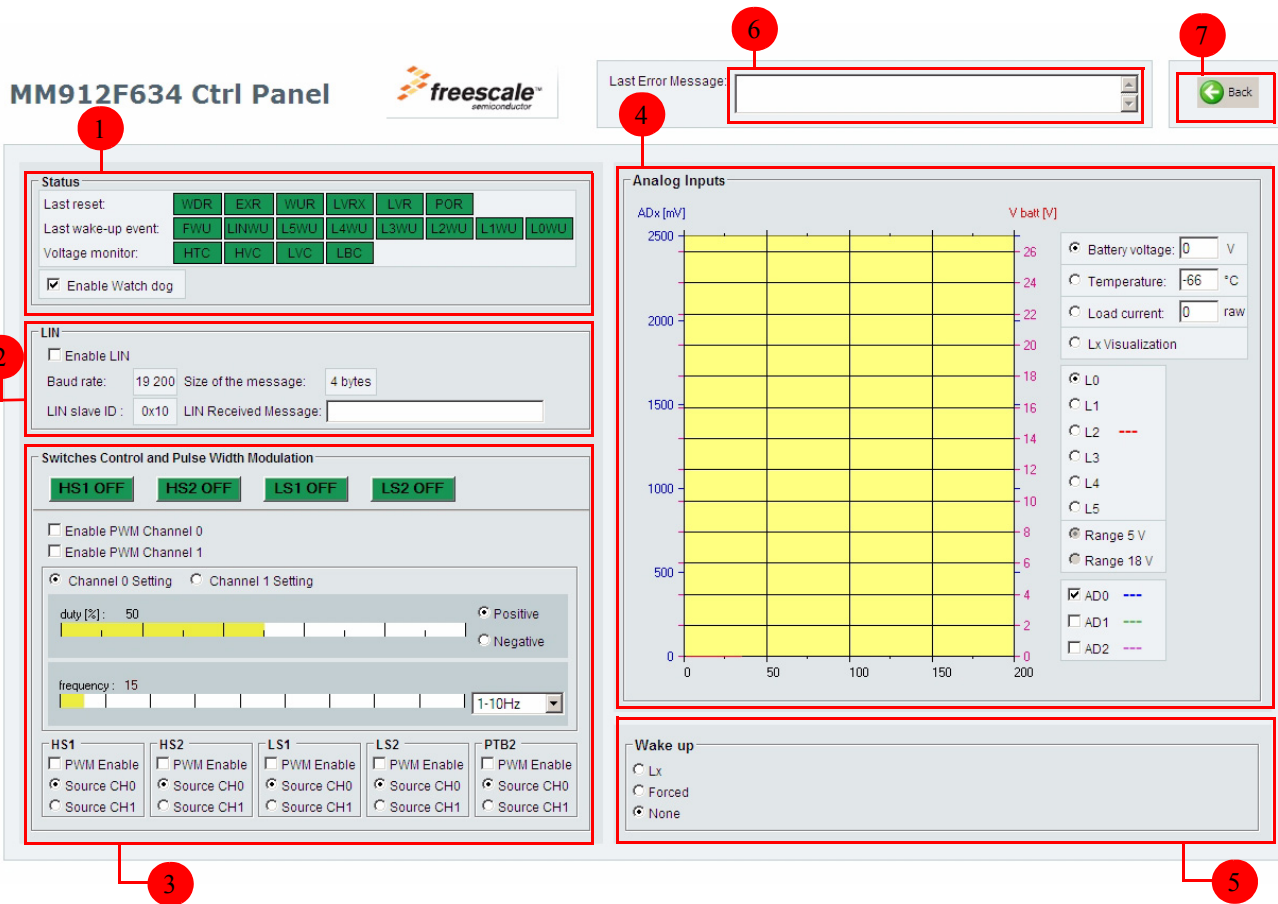 6
7
MM912F634 Ctrl Panel
freescale™
semiconductor
Last Error Message:
Back
1
4
Status
Last reset: WDR EXR WUR LVRX LVR POR
Last wake-up event: FWU LINWU L5WU L4WU L3WU L2WU L1WU L0WU
Voltage monitor: HTC HVC LVC LBC
Enable Watch dog
2
LIN
Enable LIN
Baud rate: 19 200 Size of the message: 4 bytes
LIN slave ID : 0x10 LIN Received Message:
Switches Control and Pulse Width Modulation
HS1 OFF HS2 OFF LS1 OFF LS2 OFF
Enable PWM Channel 0
Enable PWM Channel 1
Channel 0 Setting Channel 1 Setting
duty [%] : 50
Positive
Negative
frequency : 15
1-10Hz
HS1 HS2 LS1 LS2 PTB2
PWM Enable PWM Enable PWM Enable PWM Enable PWM Enable
Source CH0 Source CH0 Source CH0 Source CH0 Source CH0
Source CH1 Source CH1 Source CH1 Source CH1 Source CH1
3
Analog Inputs
ADx [mV] V batt [V]
2500
2000
1500
1000
500
0
26
24
22
20
18
16
14
12
10
8
6
4
2
0
0 50 100 150 200
Battery voltage: 0 V
Temperature: -66 °C
Load current: 0 raw
Lx Visualization
L0
L1
L2 ---
L3
L4
L5
Range 5 V
Range 18 V
AD0 ---
AD1 ---
AD2 ---
Wake up
Lx
Forced
None
5